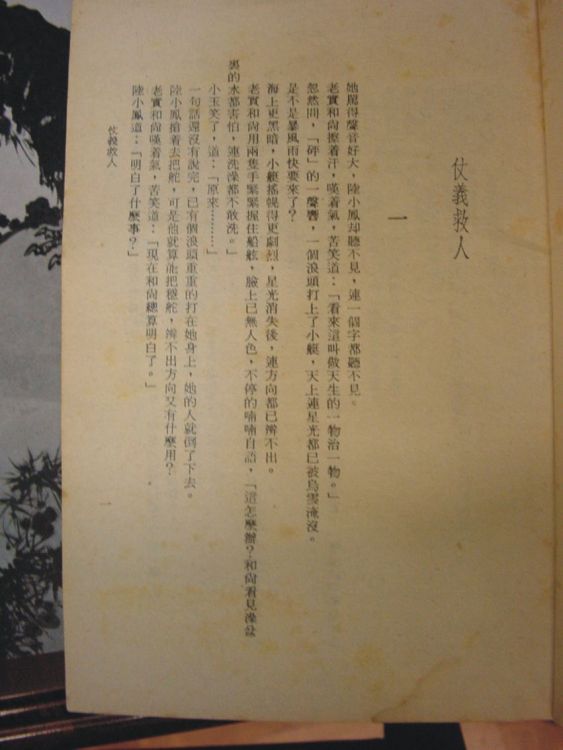 仗義救人
一
她罵得聲音好大，陸小鳳却聽不見，連一個字都聽不見。
老實和尚擦着汗，嘆着氣，苦笑道：「看來這叫做天生的一物治一物。」
忽然間，「砰」的一聲響，一個浪頭打上了小艇，天上連星光都已被烏雲淹沒。
是不是暴風雨快要來了？
海上更黑暗，小艇搖幌得更劇烈，星光消失後，連方向都已辨不出。
老實和尚用兩隻手緊緊握住船舷，臉上已無人色，不停的喃喃自語，「這怎麼辦？和尚看見澡盆
裏的水都害怕，連洗澡都不敢洗。」
小玉笑了，道：「原來…………」
一句話還沒有說完，已有個浪頭重重的打在她身上，她的人就倒了下去。
陸小鳳搶着去把舵，可是他就算能把穩舵，辨不出方向又有什麼用？
老實和尚嘆着氣，苦笑道：「現在和尚總算明白了。」
陸小鳳道：「明白了什麼事？」
仗義救人
一